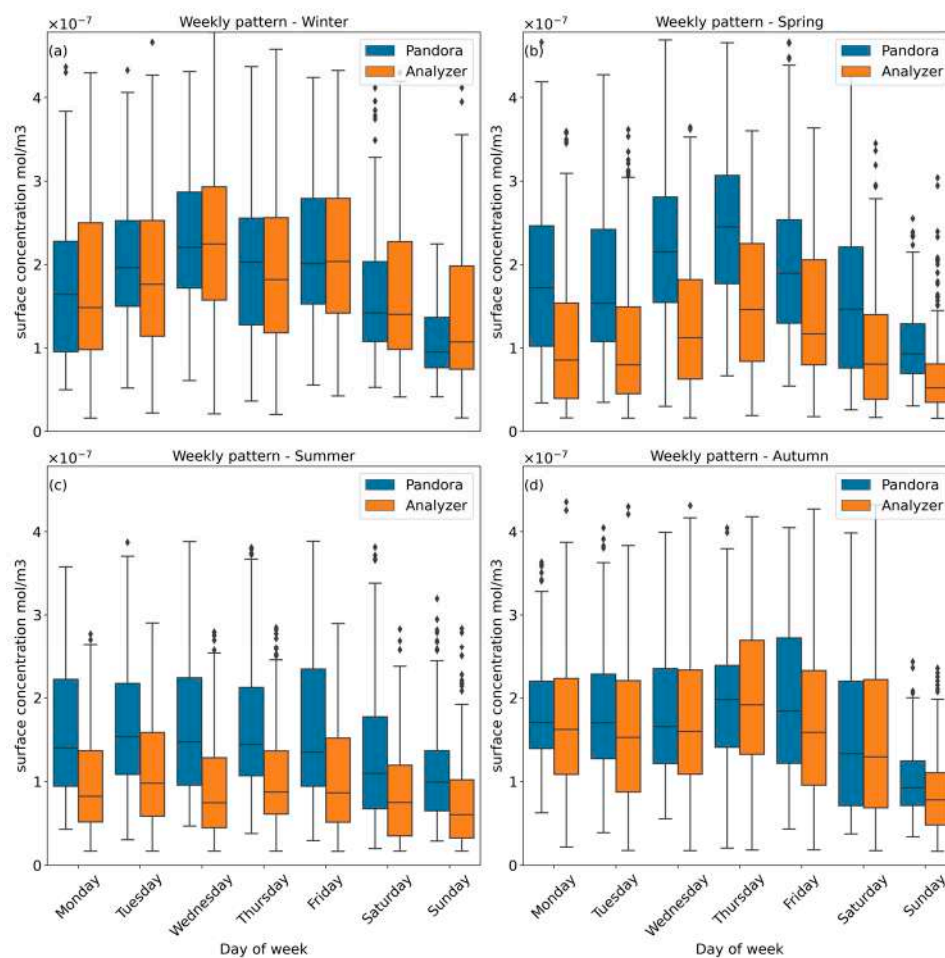 ×10⁻⁷
Weekly pattern - Winter
(a)
Pandora
Analyzer
surface concentration mol/m3
4
3
2
1
0
×10⁻⁷
Weekly pattern - Spring
(b)
Pandora
Analyzer
surface concentration mol/m3
4
3
2
1
0
×10⁻⁷
Weekly pattern - Summer
(c)
Pandora
Analyzer
surface concentration mol/m3
4
3
2
1
0
Monday
Tuesday
Wednesday
Thursday
Friday
Saturday
Sunday
Day of week
×10⁻⁷
Weekly pattern - Autumn
(d)
Pandora
Analyzer
surface concentration mol/m3
4
3
2
1
0
Monday
Tuesday
Wednesday
Thursday
Friday
Saturday
Sunday
Day of week